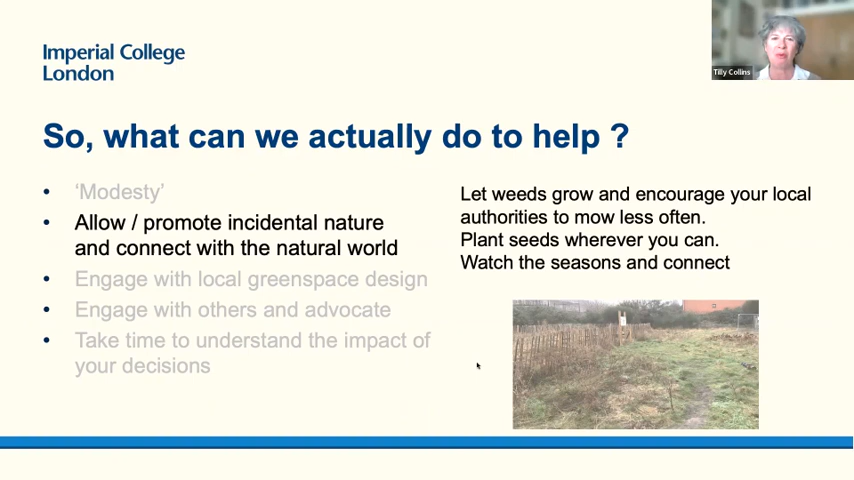 Imperial College
London
Tilly Collins
So, what can we actually do to help ?
• ‘Modesty’
• Allow / promote incidental nature
and connect with the natural world
• Engage with local greenspace design
• Engage with others and advocate
• Take time to understand the impact of
your decisions
Let weeds grow and encourage your local
authorities to mow less often.
Plant seeds wherever you can.
Watch the seasons and connect